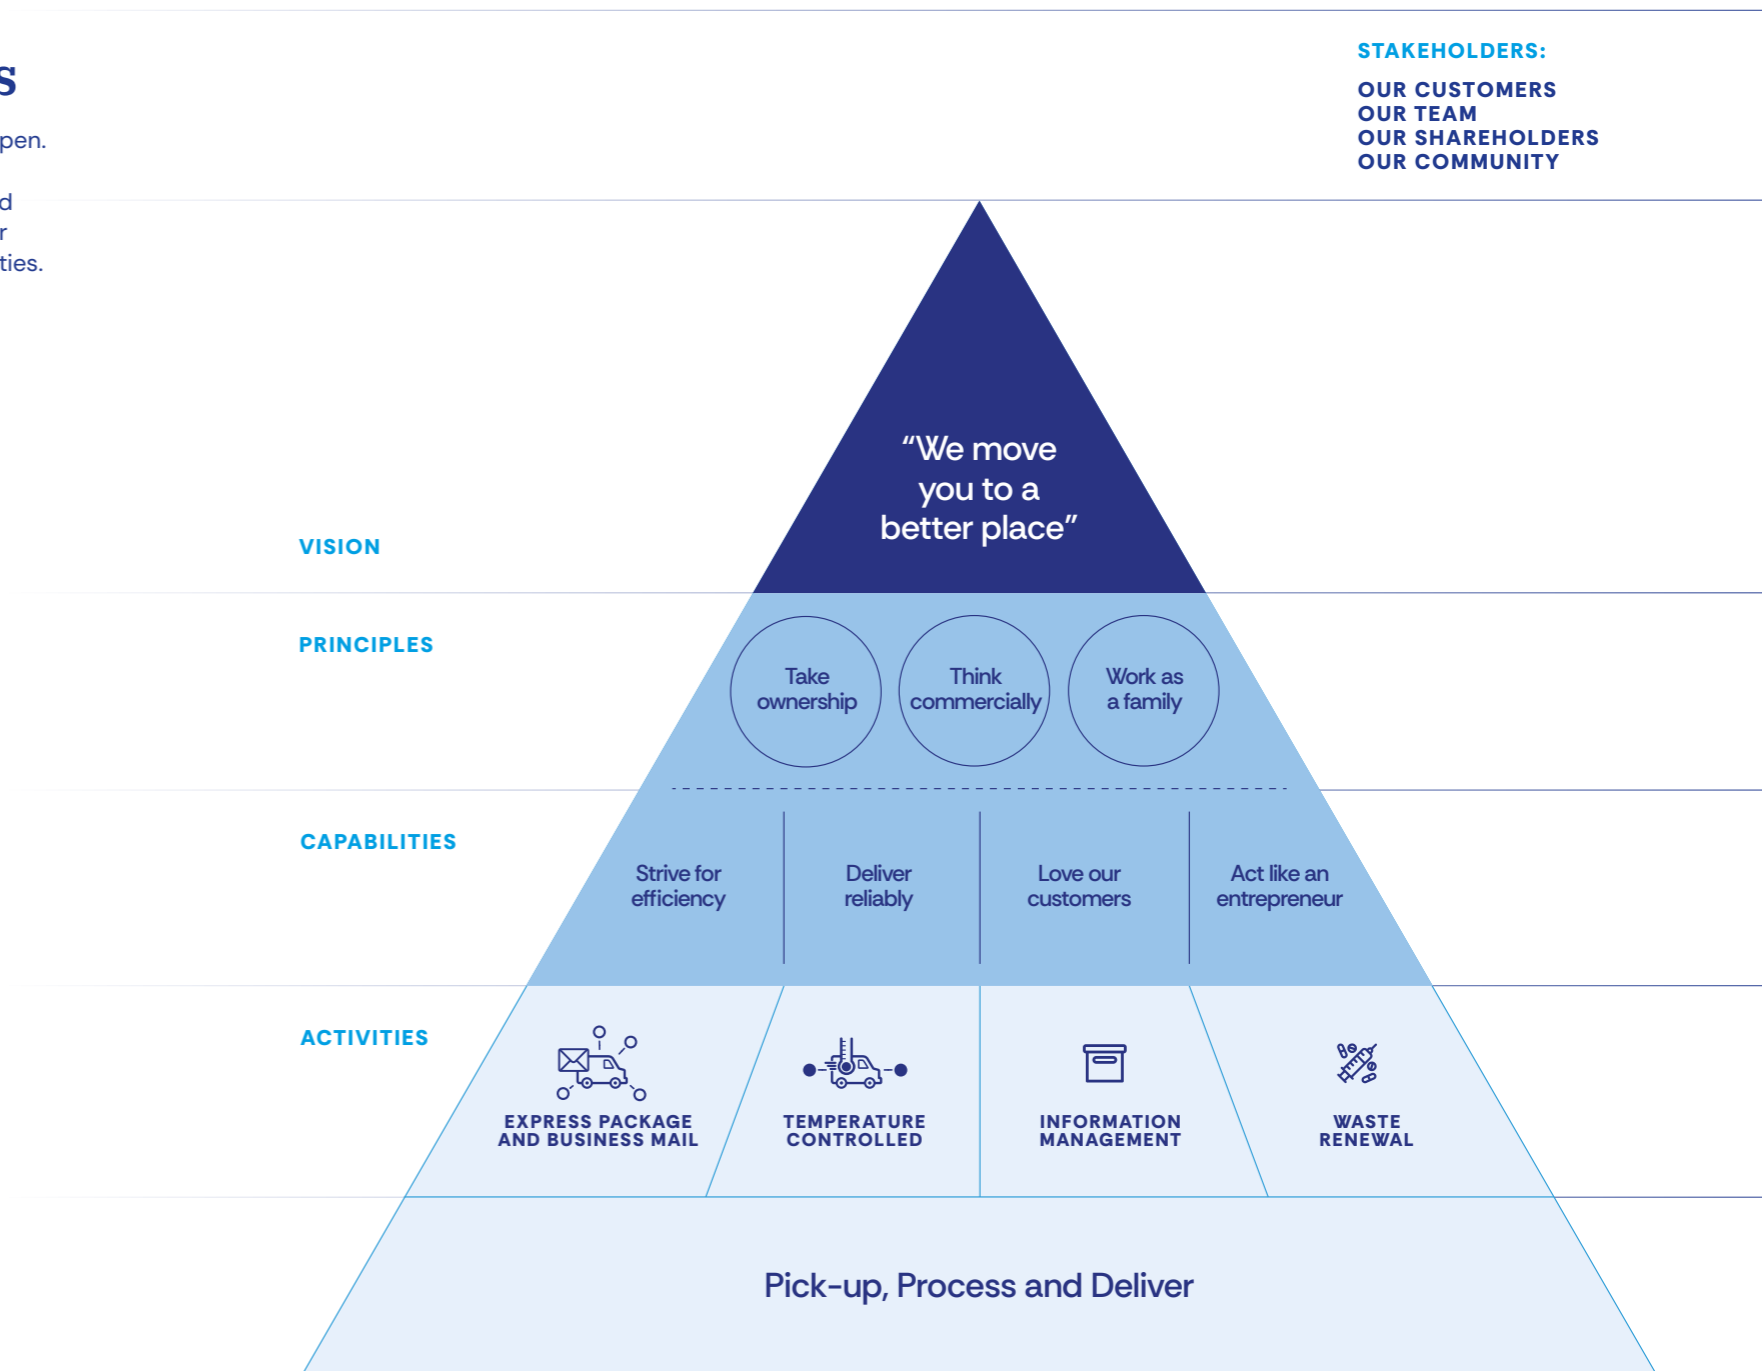 s
pen.
d
r
ties.
STAKEHOLDERS:
OUR CUSTOMERS
OUR TEAM
OUR SHAREHOLDERS
OUR COMMUNITY
“We move
you to a
better place”
VISION
PRINCIPLES
Take
ownership
Think
commercially
Work as
a family
CAPABILITIES
Strive for
efficiency
Deliver
reliably
Love our
customers
Act like an
entrepreneur
ACTIVITIES
EXPRESS PACKAGE
AND BUSINESS MAIL
TEMPERATURE
CONTROLLED
INFORMATION
MANAGEMENT
WASTE
RENEWAL
Pick-up, Process and Deliver